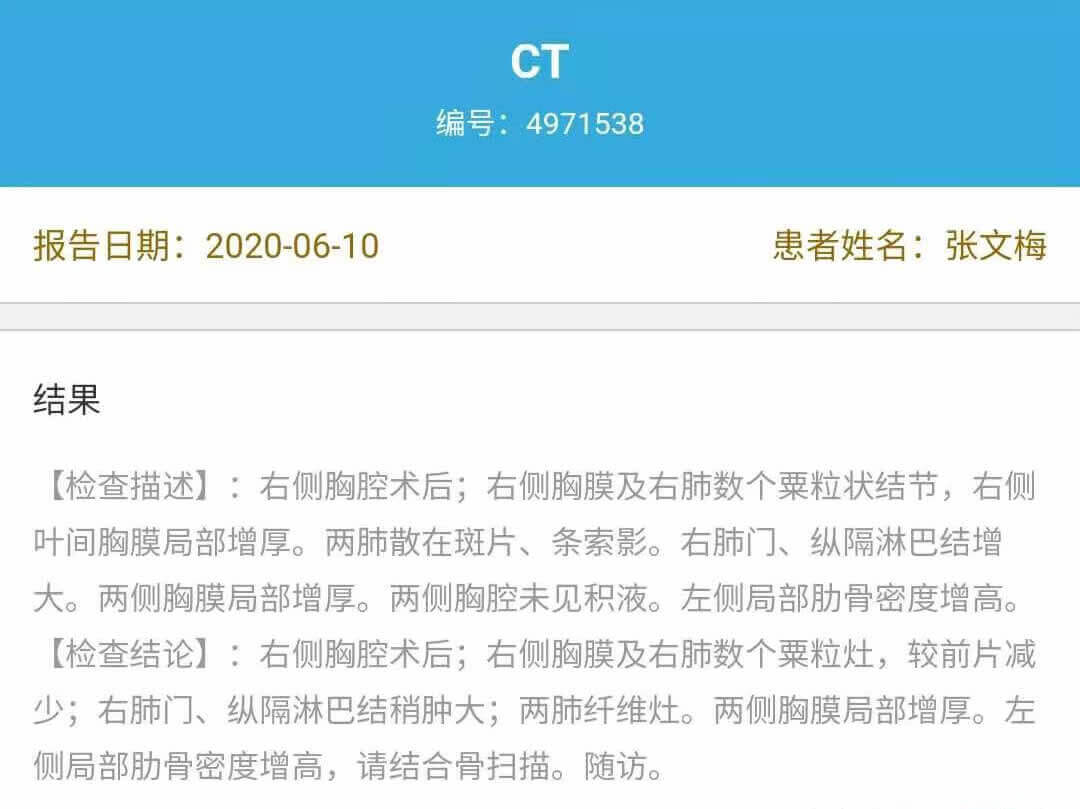 CT
编号：4971538
报告日期：2020-06-10
患者姓名：张文梅
结果
【检查描述】：右侧胸腔术后；右侧胸膜及右肺数个粟粒状结节，右侧
叶间胸膜局部增厚。两肺散在斑片、条索影。右肺门、纵隔淋巴结增
大。两侧胸膜局部增厚。两侧胸腔未见积液。左侧局部肋骨密度增高。
【检查结论】：右侧胸腔术后；右侧胸膜及右肺数个粟粒灶，较前片减
少；右肺门、纵隔淋巴结稍肿大；两肺纤维灶。两侧胸膜局部增厚。左
侧局部肋骨密度增高，请结合骨扫描。随访。